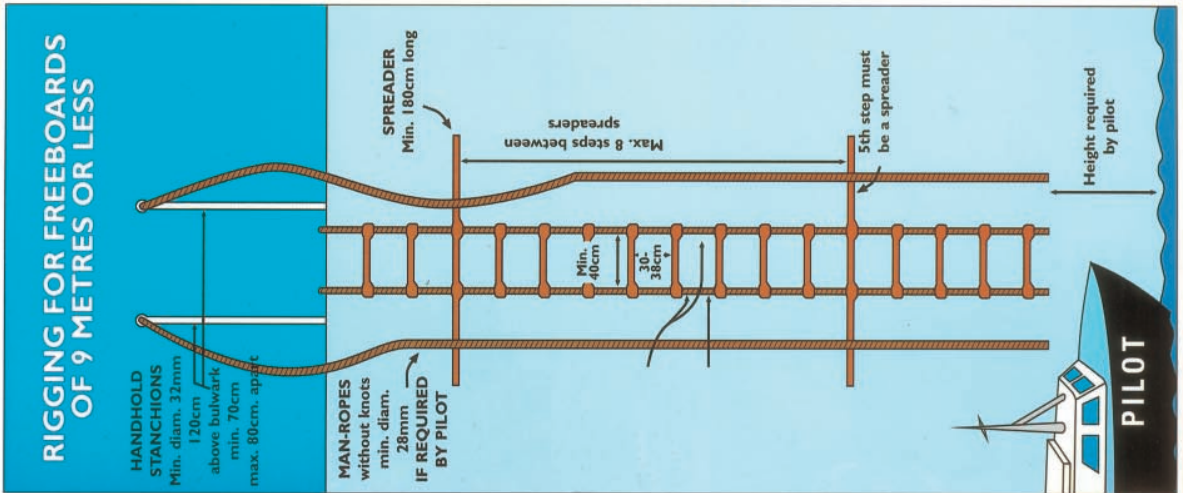 RIGGING FOR FREEBOARDS
OF 9 METRES OR LESS
HANDHOLD
STANCHIONS
Min. diam. 32mm
120cm
above bulwark
min. 70cm
max. 80cm. apart
MAN-ROPES
without knots
min. diam.
28mm
IF REQUIRED
BY PILOT
SPREADER
Min. 180cm long
Max. 8 steps between
spreaders
Min.
40cm
30-
38cm
5th step must
be a spreader
Height required
by pilot
PILOT